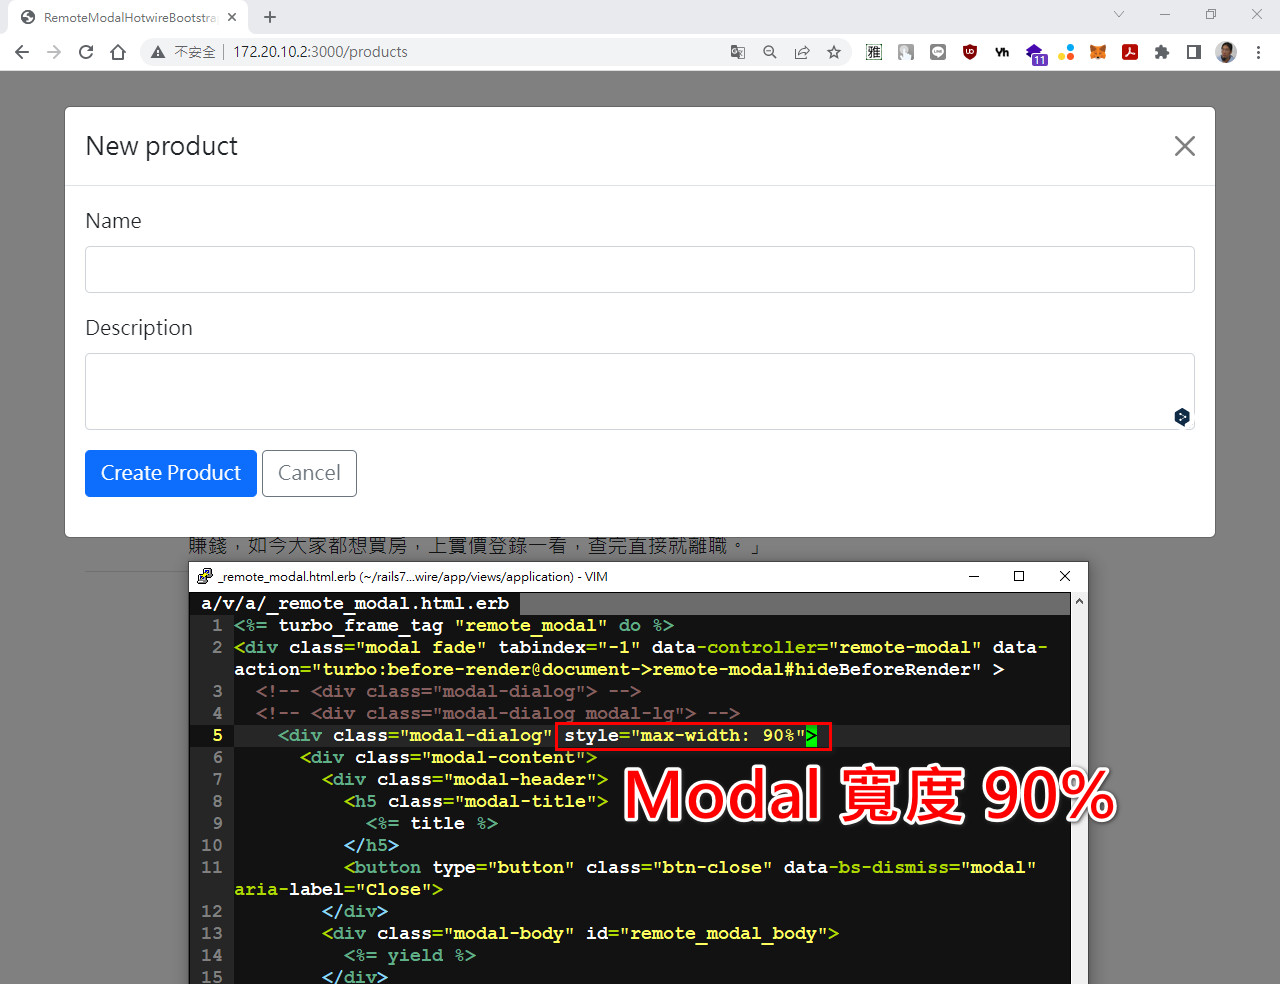 RemoteModalHotwireBootstra
不安全 172.20.10.2:3000/products
雅
Yh
11
New product
Name
Description
Create Product Cancel
賺錢，如今大家都想買房，上實價登錄一看，查完直接就離職。」
_remote_modal.html.erb (~/rails7...wire/app/views/application) - VIM
a/v/a/_remote_modal.html.erb
1 <%= turbo_frame_tag "remote_modal" do %>
2 <div class="modal fade" tabindex="-1" data-controller="remote-modal" data-
action="turbo:before-render@document->remote-modal#hideBeforeRender" >
3 <!-- <div class="modal-dialog"> -->
4 <!-- <div class="modal-dialog modal-lg"> -->
5 <div class="modal-dialog" style="max-width: 90%">
6 <div class="modal-content">
7 <div class="modal-header">
8 <h5 class="modal-title">
9 <%= title %>
10 </h5>
11 <button type="button" class="btn-close" data-bs-dismiss="modal"
aria-label="Close">
12 </div>
13 <div class="modal-body" id="remote_modal_body">
14 <%= yield %>
15 </div>
Modal 寬度 90%